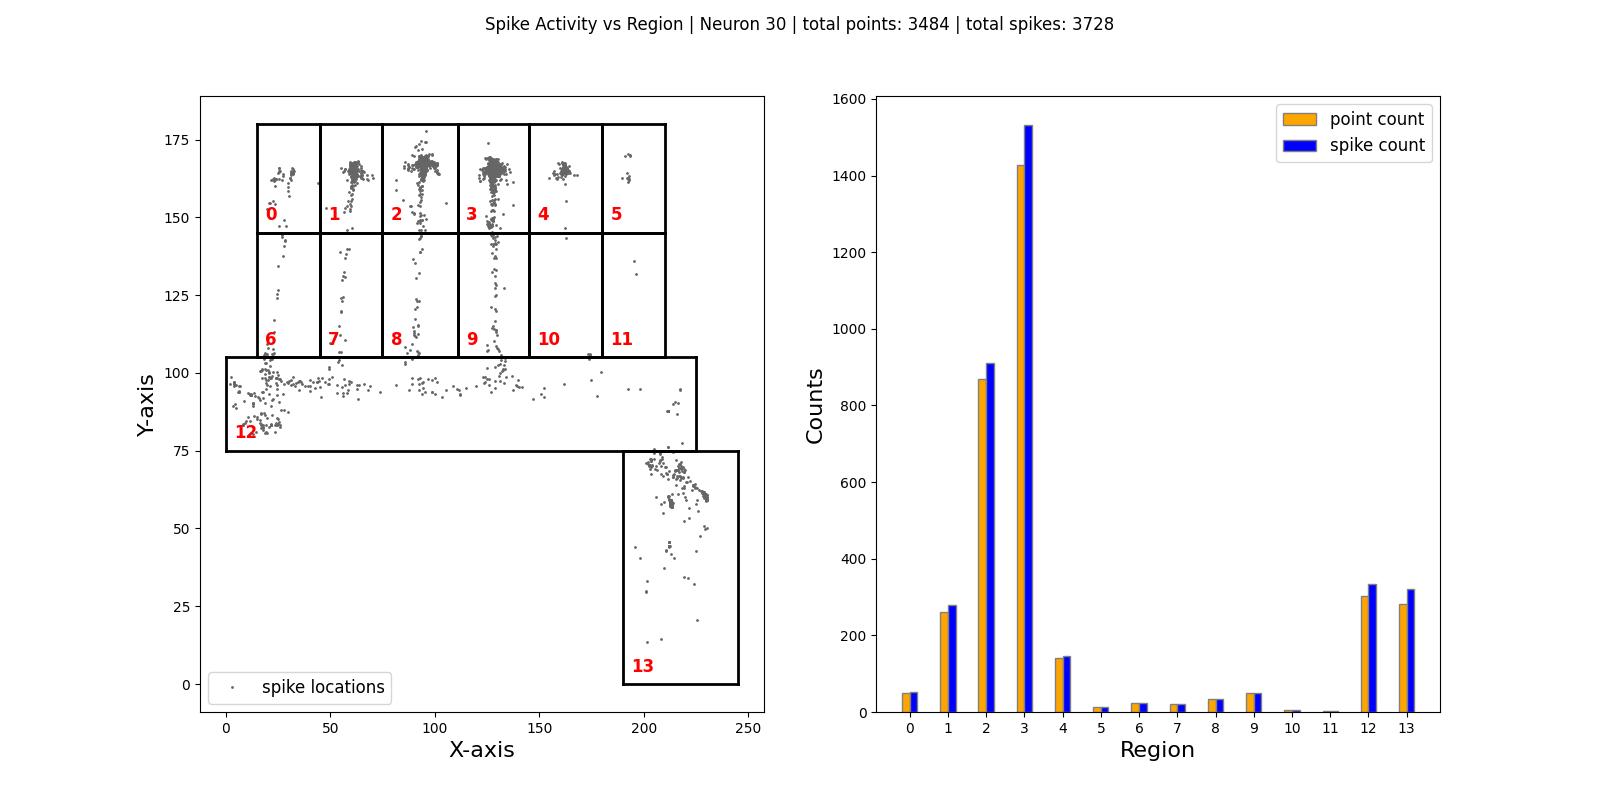 Spike Activity vs Region | Neuron 30 | total points: 3484 | total spikes: 3728
Y-axis
175
150
125
100
75
50
25
0
0 1 2 3 4 5
6 7 8 9 10 11
12
13
spike locations
0 50 100 150 200 250
X-axis
Counts
1600
1400
1200
1000
800
600
400
200
0
point count
spike count
0 1 2 3 4 5 6 7 8 9 10 11 12 13
Region